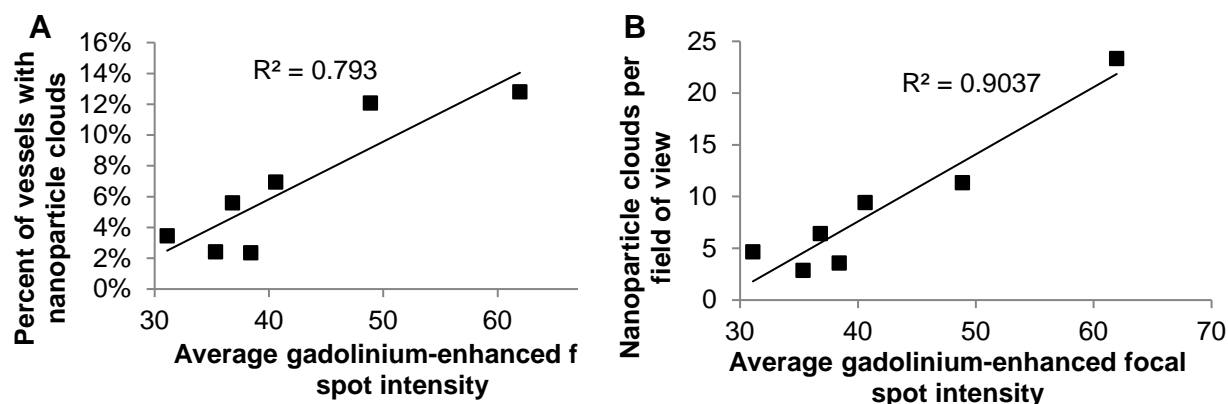 A
Percent of vessels with
nanoparticle clouds
16%
14%
12%
10%
8%
6%
4%
2%
0%
R² = 0.793
30
40
50
60
Average gadolinium-enhanced f
spot intensity
B
Nanoparticle clouds per
field of view
25
20
15
10
5
0
R² = 0.9037
30
40
50
60
70
Average gadolinium-enhanced focal
spot intensity